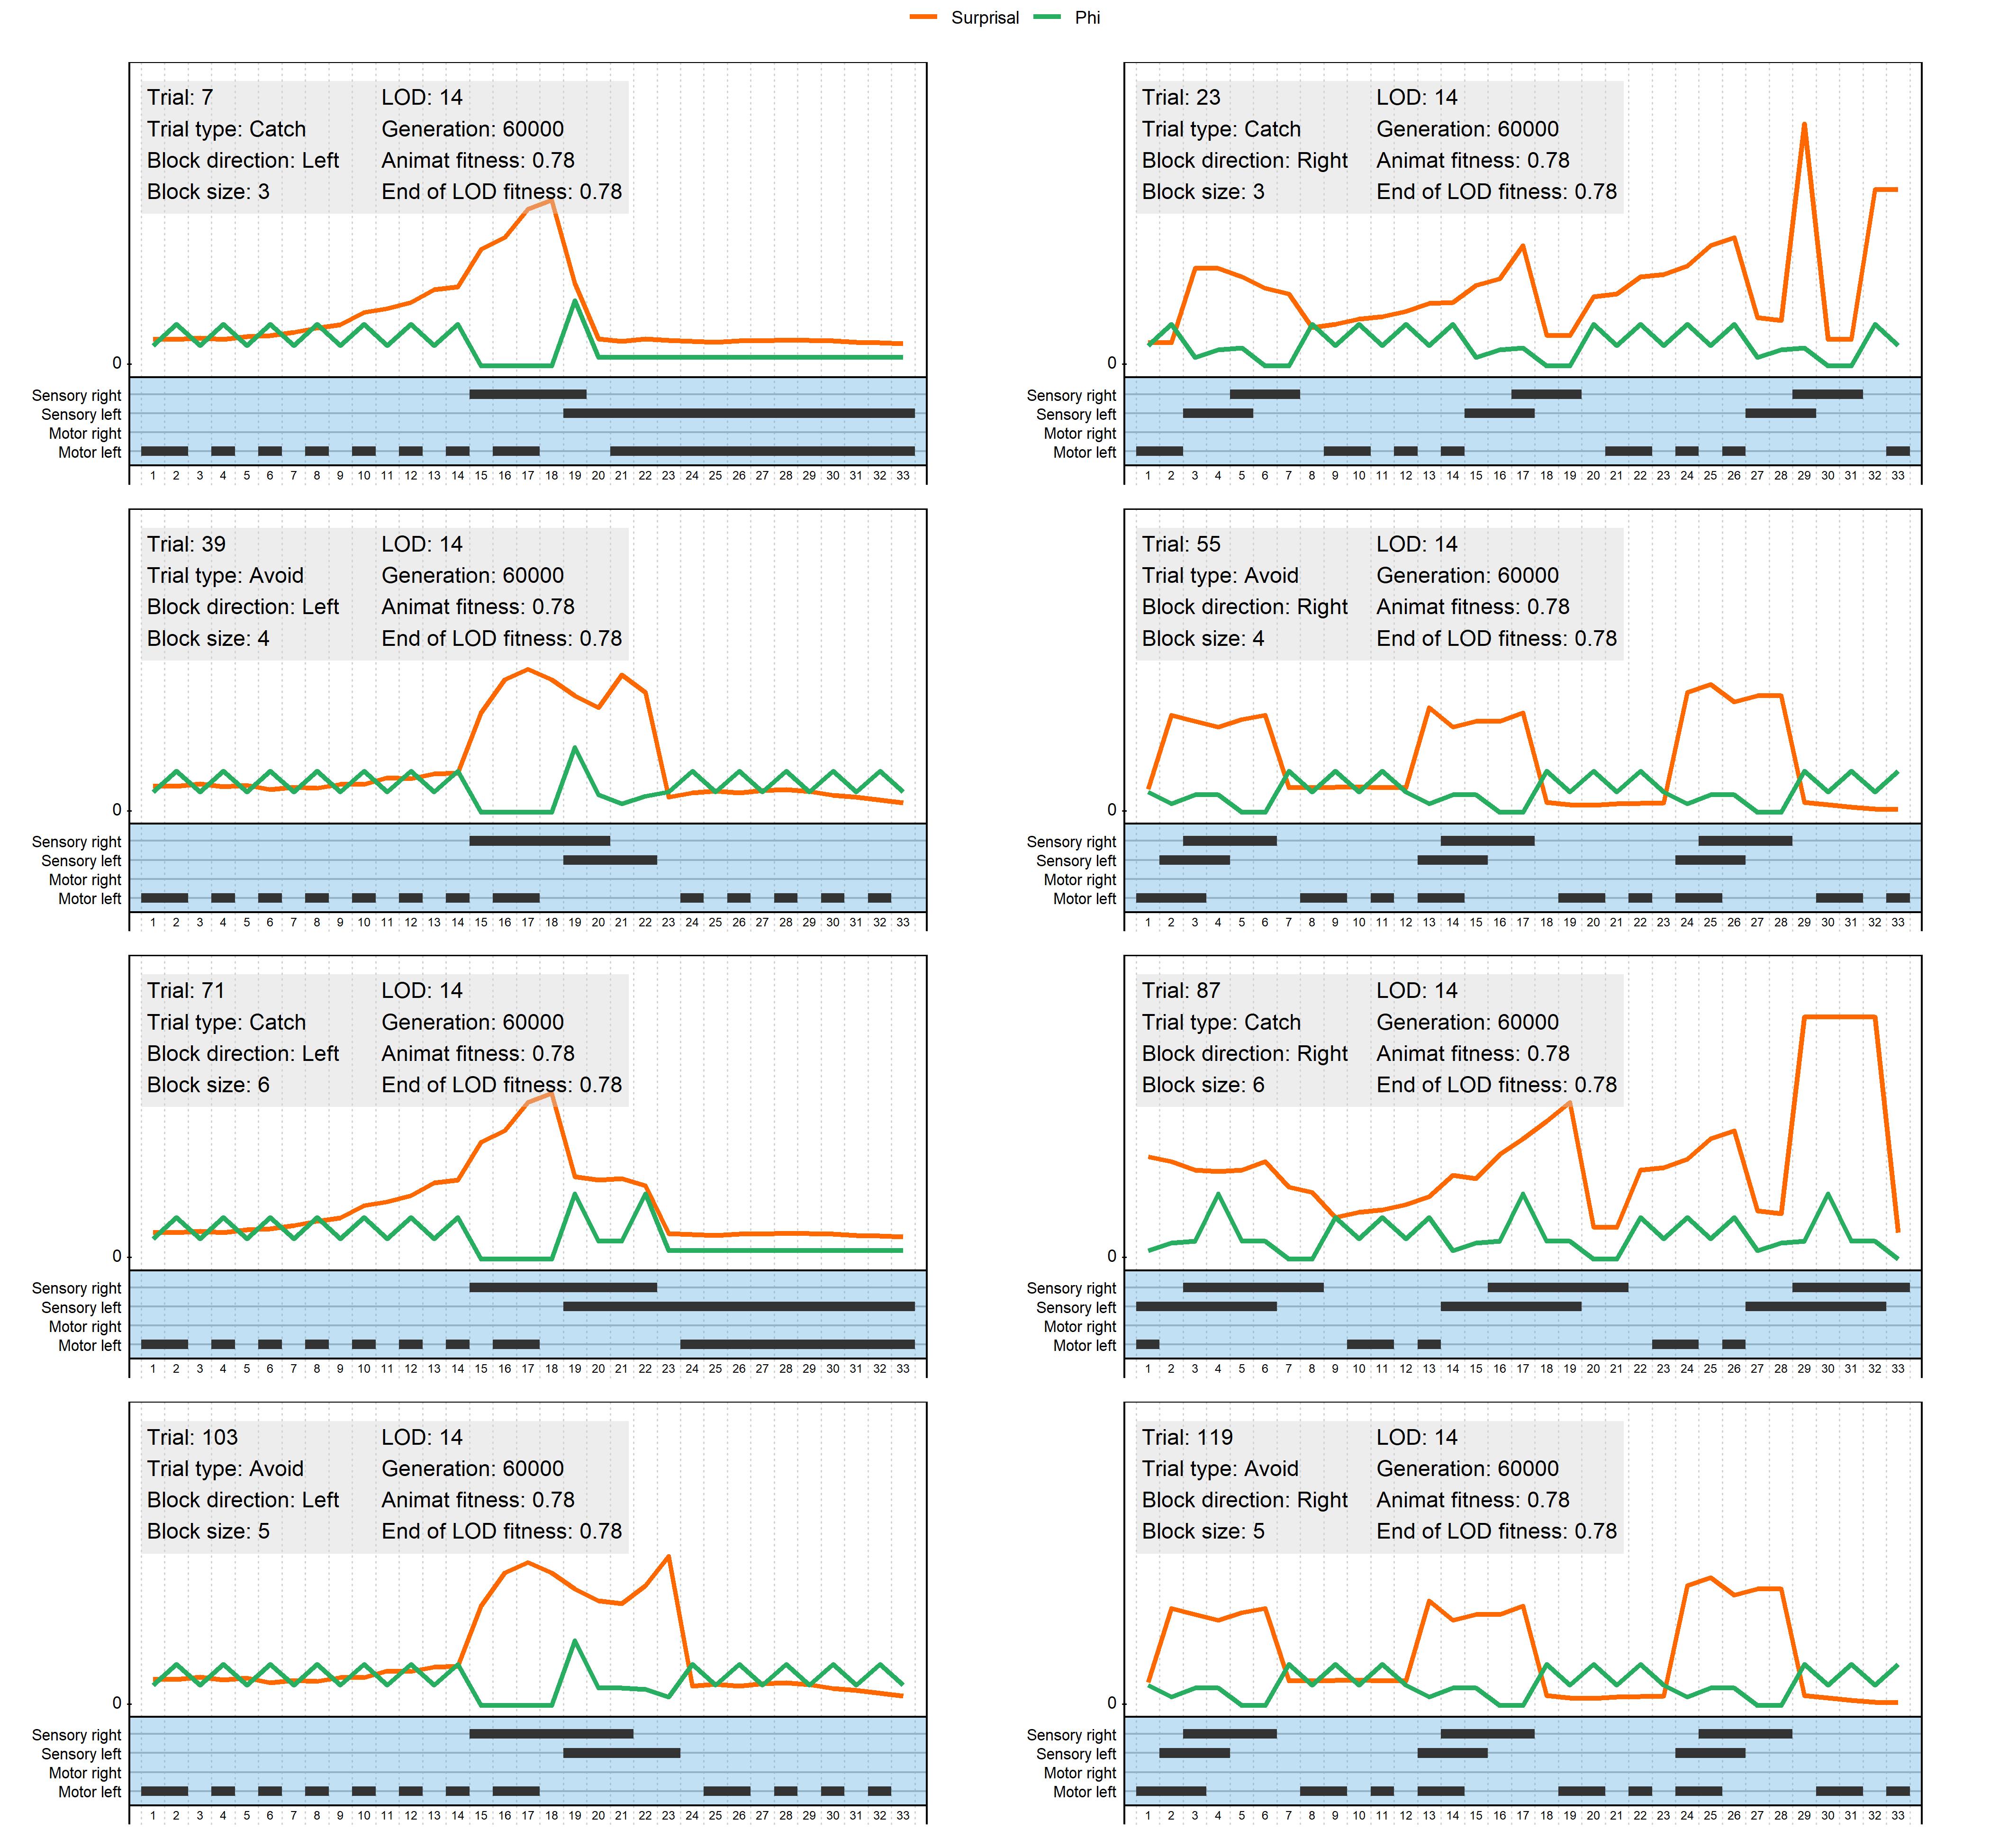 Surprisal Phi
Trial: 7 LOD: 14
Trial type: Catch Generation: 60000
Block direction: Left Animat fitness: 0.78
Block size: 3 End of LOD fitness: 0.78
0
Sensory right
Sensory left
Motor right
Motor left
1 2 3 4 5 6 7 8 9 10 11 12 13 14 15 16 17 18 19 20 21 22 23 24 25 26 27 28 29 30 31 32 33
Trial: 23 LOD: 14
Trial type: Catch Generation: 60000
Block direction: Right Animat fitness: 0.78
Block size: 3 End of LOD fitness: 0.78
0
Sensory right
Sensory left
Motor right
Motor left
1 2 3 4 5 6 7 8 9 10 11 12 13 14 15 16 17 18 19 20 21 22 23 24 25 26 27 28 29 30 31 32 33
Trial: 39 LOD: 14
Trial type: Avoid Generation: 60000
Block direction: Left Animat fitness: 0.78
Block size: 4 End of LOD fitness: 0.78
0
Sensory right
Sensory left
Motor right
Motor left
1 2 3 4 5 6 7 8 9 10 11 12 13 14 15 16 17 18 19 20 21 22 23 24 25 26 27 28 29 30 31 32 33
Trial: 55 LOD: 14
Trial type: Avoid Generation: 60000
Block direction: Right Animat fitness: 0.78
Block size: 4 End of LOD fitness: 0.78
0
Sensory right
Sensory left
Motor right
Motor left
1 2 3 4 5 6 7 8 9 10 11 12 13 14 15 16 17 18 19 20 21 22 23 24 25 26 27 28 29 30 31 32 33
Trial: 71 LOD: 14
Trial type: Catch Generation: 60000
Block direction: Left Animat fitness: 0.78
Block size: 6 End of LOD fitness: 0.78
0
Sensory right
Sensory left
Motor right
Motor left
1 2 3 4 5 6 7 8 9 10 11 12 13 14 15 16 17 18 19 20 21 22 23 24 25 26 27 28 29 30 31 32 33
Trial: 87 LOD: 14
Trial type: Catch Generation: 60000
Block direction: Right Animat fitness: 0.78
Block size: 6 End of LOD fitness: 0.78
0
Sensory right
Sensory left
Motor right
Motor left
1 2 3 4 5 6 7 8 9 10 11 12 13 14 15 16 17 18 19 20 21 22 23 24 25 26 27 28 29 30 31 32 33
Trial: 103 LOD: 14
Trial type: Avoid Generation: 60000
Block direction: Left Animat fitness: 0.78
Block size: 5 End of LOD fitness: 0.78
0
Sensory right
Sensory left
Motor right
Motor left
1 2 3 4 5 6 7 8 9 10 11 12 13 14 15 16 17 18 19 20 21 22 23 24 25 26 27 28 29 30 31 32 33
Trial: 119 LOD: 14
Trial type: Avoid Generation: 60000
Block direction: Right Animat fitness: 0.78
Block size: 5 End of LOD fitness: 0.78
0
Sensory right
Sensory left
Motor right
Motor left
1 2 3 4 5 6 7 8 9 10 11 12 13 14 15 16 17 18 19 20 21 22 23 24 25 26 27 28 29 30 31 32 33